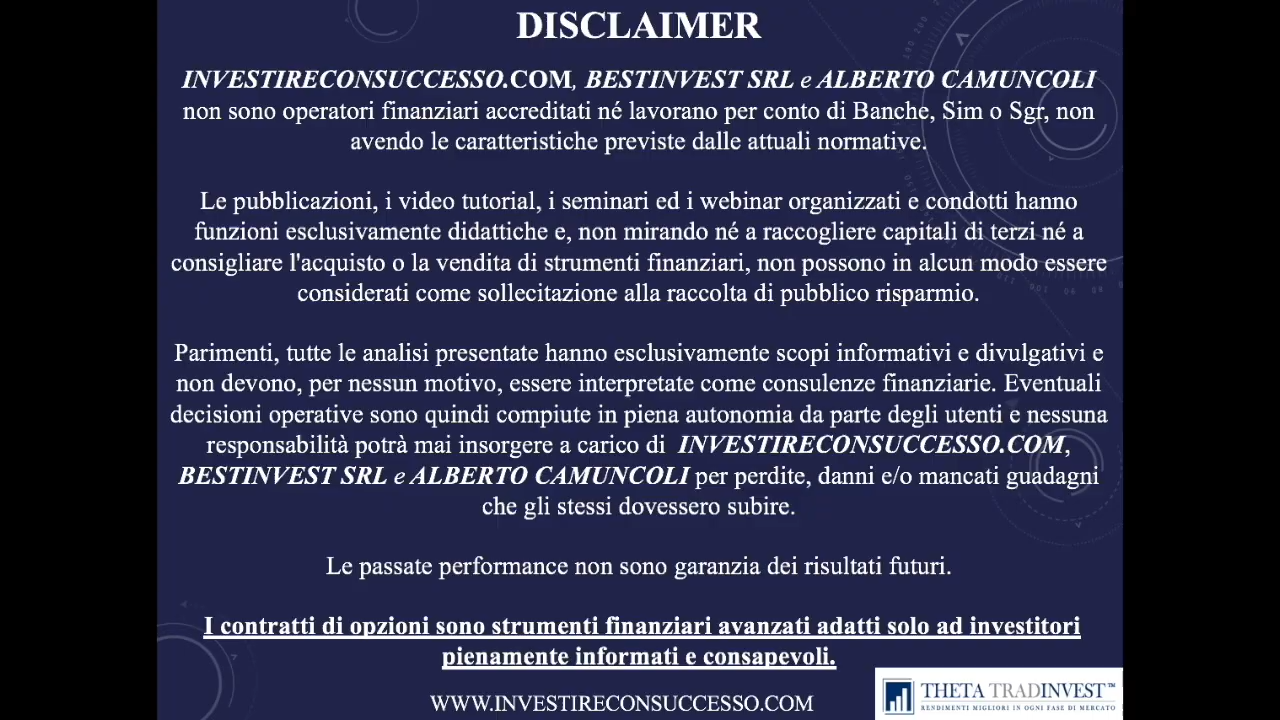 DISCLAIMER
INVESTIRECONSUCCESSO.COM, BESTINVEST SRL e ALBERTO CAMUNCOLI
non sono operatori finanziari accreditati né lavorano per conto di Banche, Sim o Sgr, non
avendo le caratteristiche previste dalle attuali normative.
Le pubblicazioni, i video tutorial, i seminari ed i webinar organizzati e condotti hanno
funzioni esclusivamente didattiche e, non mirando né a raccogliere capitali di terzi né a
consigliare l'acquisto o la vendita di strumenti finanziari, non possono in alcun modo essere
considerati come sollecitazione alla raccolta di pubblico risparmio.
Parimenti, tutte le analisi presentate hanno esclusivamente scopi informativi e divulgativi e
non devono, per nessun motivo, essere interpretate come consulenze finanziarie. Eventuali
decisioni operative sono quindi compiute in piena autonomia da parte degli utenti e nessuna
responsabilità potrà mai insorgere a carico di INVESTIRECONSUCCESSO.COM,
BESTINVEST SRL e ALBERTO CAMUNCOLI per perdite, danni e/o mancati guadagni
che gli stessi dovessero subire.
Le passate performance non sono garanzia dei risultati futuri.
I contratti di opzioni sono strumenti finanziari avanzati adatti solo ad investitori
pienamente informati e consapevoli.
WWW.INVESTIRECONSUCCESSO.COM
THETA TRADINVEST™
RENDIMENTI MIGLIORI IN OGNI FASE DI MERCATO